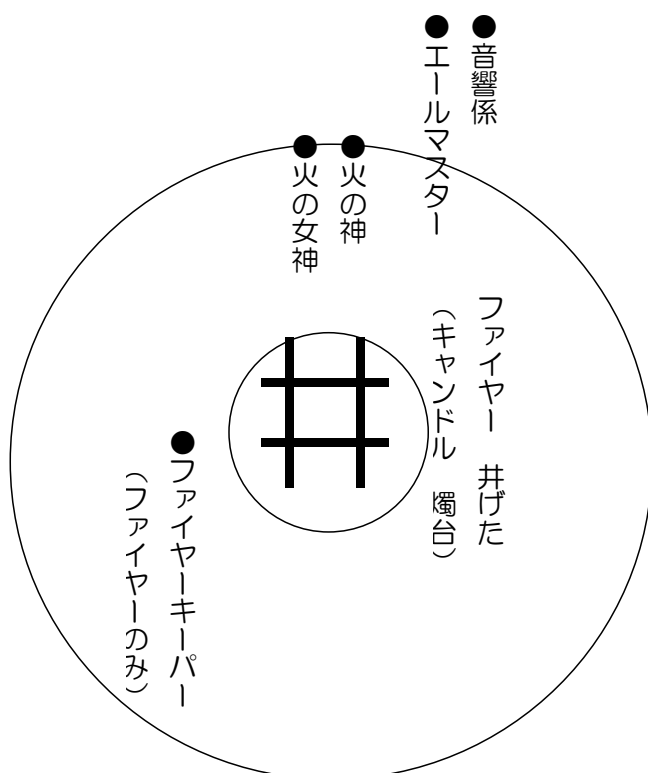 ●音響係
●エールマスター
●火の神
●火の女神
ファイヤー 井げた
（キャンドル 燭台）
●ファイヤーキーパー
（ファイヤーのみ）